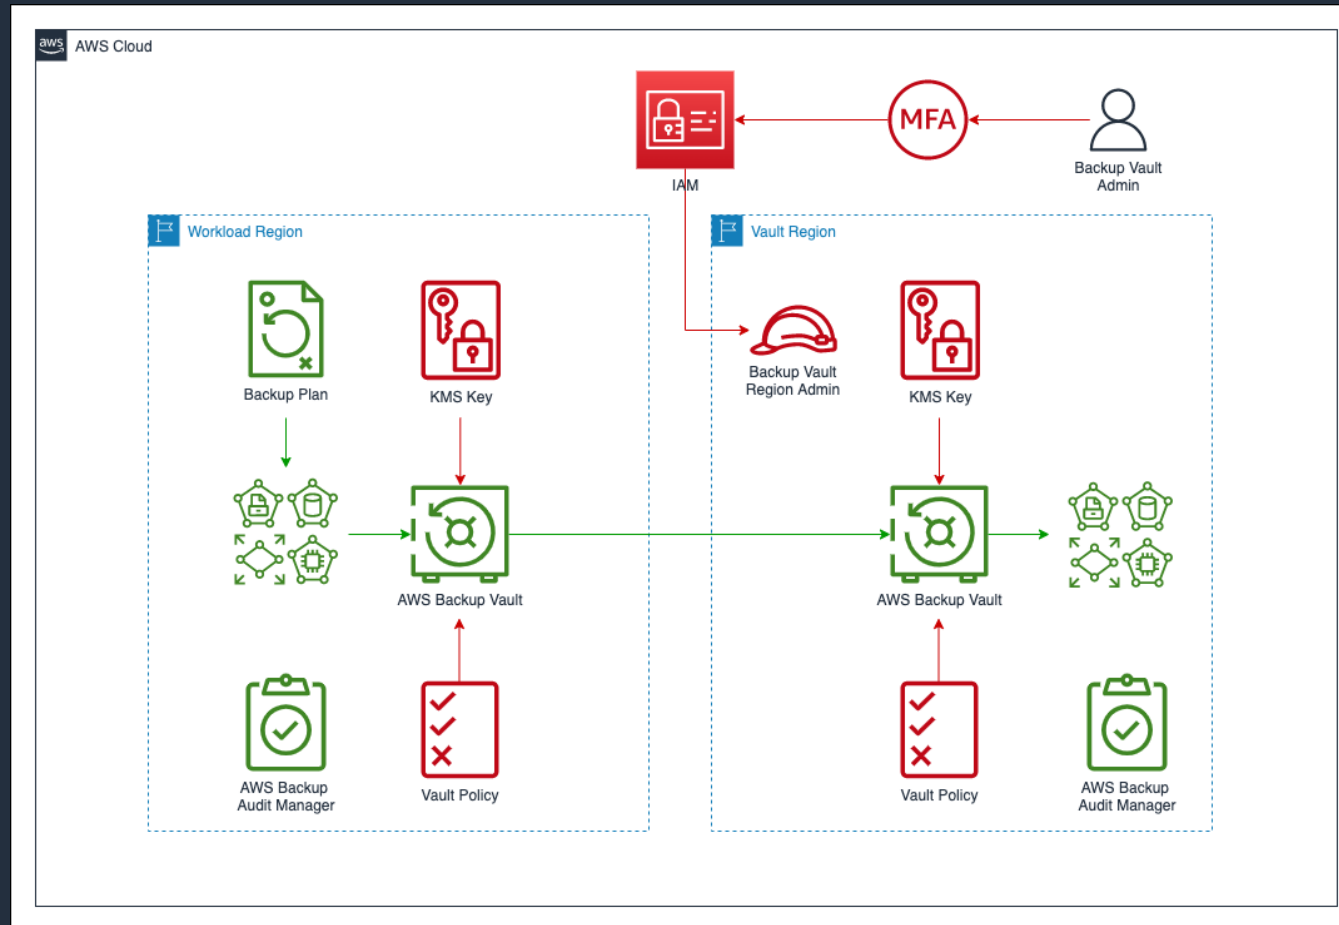 aws
AWS Cloud
MFA
IAM
Backup Vault
Admin
Workload Region
Vault Region
Backup Plan
KMS Key
Backup Vault
Region Admin
KMS Key
AWS Backup Vault
AWS Backup Vault
AWS Backup
Audit Manager
Vault Policy
Vault Policy
AWS Backup
Audit Manager